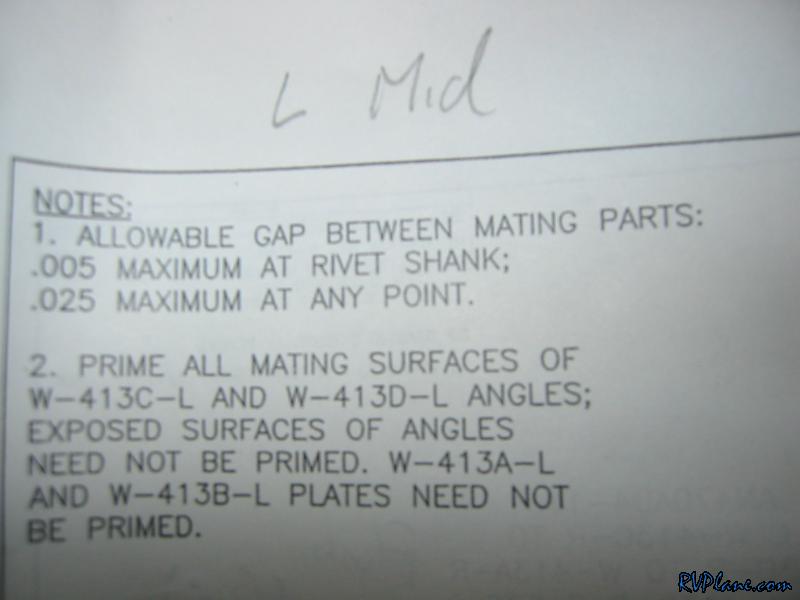 L Mid
NOTES:
1. ALLOWABLE GAP BETWEEN MATING PARTS:
.005 MAXIMUM AT RIVET SHANK;
.025 MAXIMUM AT ANY POINT.
2. PRIME ALL MATING SURFACES OF
W-413C-L AND W-413D-L ANGLES;
EXPOSED SURFACES OF ANGLES
NEED NOT BE PRIMED. W-413A-L
AND W-413B-L PLATES NEED NOT
BE PRIMED.
RVPlane.com